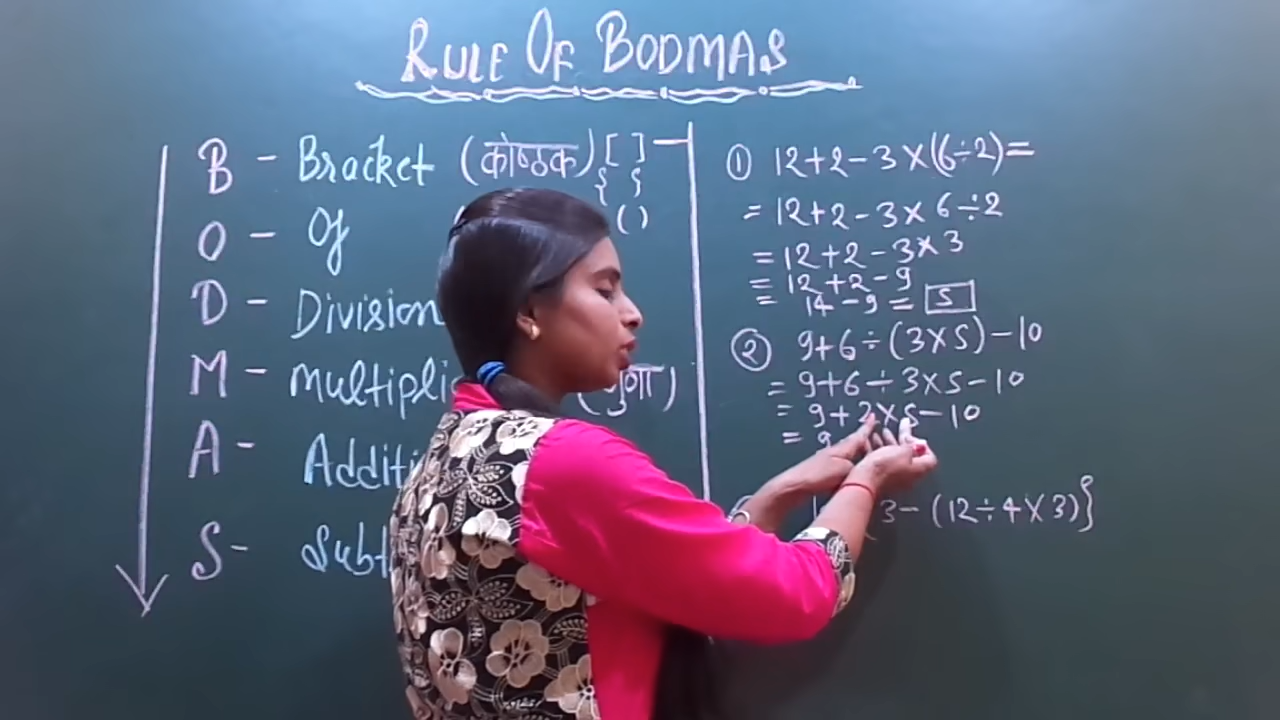 RULE OF BODMAS
B - Bracket (कोष्ठक) [ ]
{ }
( )
O - Of
D - Division
M - multipli
A - Additi
S - Subt
① 12+2-3×(6÷2)=
= 12+2-3×6÷2
= 12+2-3×3
= 12+2-9
= 14-9 = 5
② 9+6÷(3×5)-10
= 9+6÷3×5-10
= 9+2×5-10
= 9
3-(12÷4×3)}